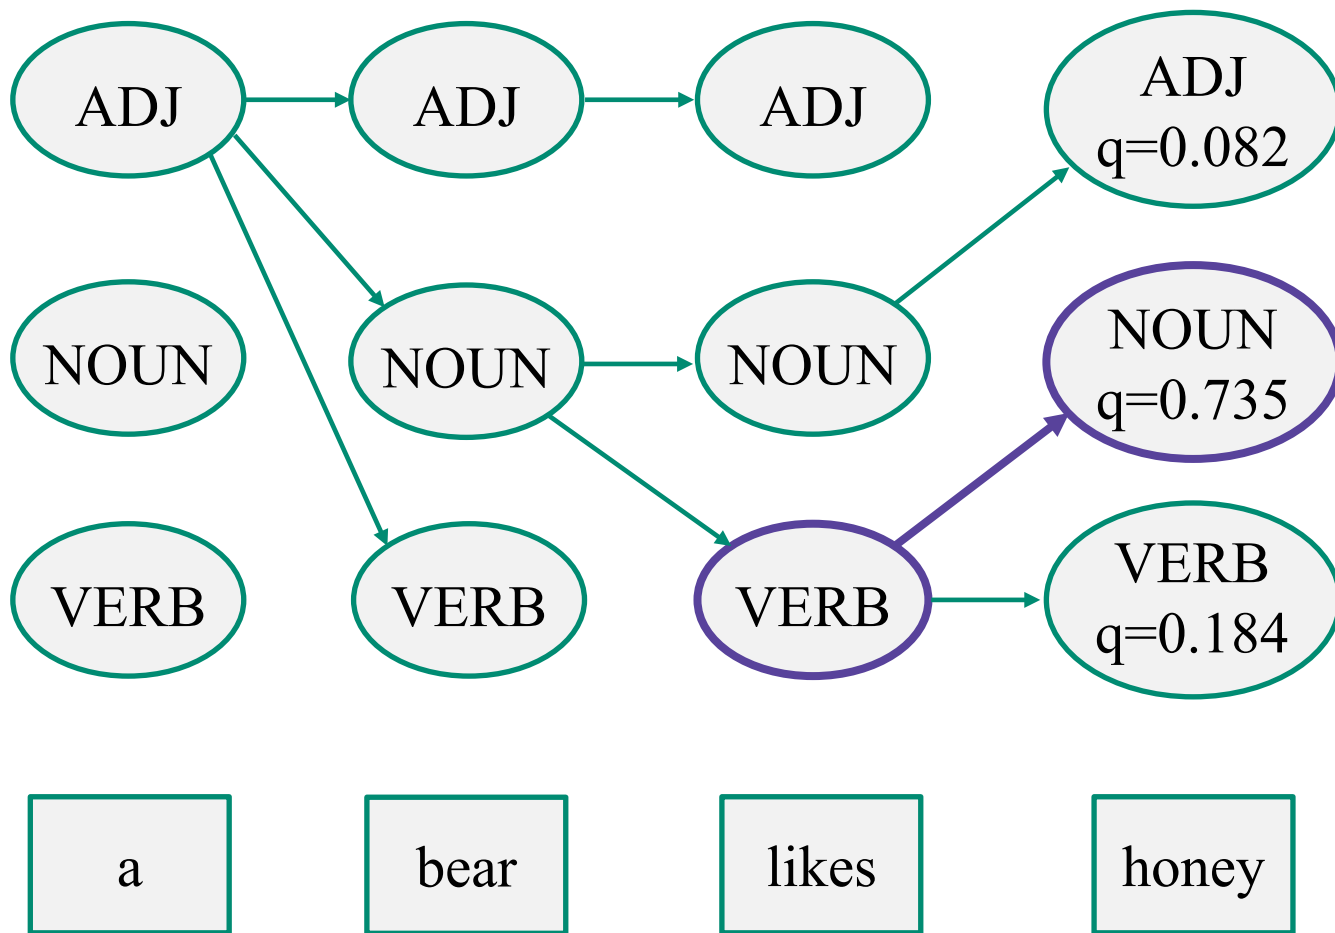 ADJ
ADJ
ADJ
ADJ
q=0.082
NOUN
NOUN
NOUN
NOUN
q=0.735
VERB
VERB
VERB
VERB
q=0.184
a
bear
likes
honey